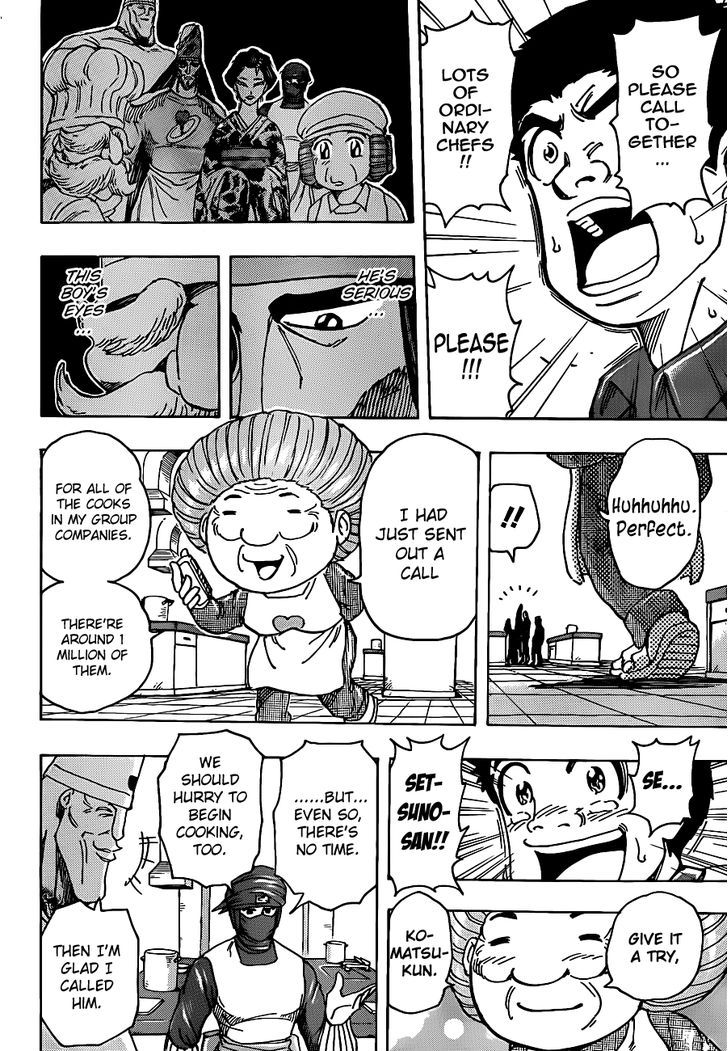 SO
PLEASE
CALL
TO-
GETHER
...
LOTS
OF
ORDI-
NARY
CHEFS
!!
PLEASE
!!!
HE'S
SERIOUS
...
THIS
BOY'S
EYES
...
Huhhuhhu.
Perfect.
!!
I HAD
JUST SENT
OUT A
CALL
FOR ALL OF
THE COOKS
IN MY GROUP
COMPANIES.
THERE'RE
AROUND 1
MILLION OF
THEM.
SE...
SET-
SUNO-
SAN!!
GIVE IT
A TRY,
KO-
MATSU-
KUN.
......BUT...
EVEN SO,
THERE'S
NO TIME.
WE
SHOULD
HURRY TO
BEGIN
COOKING,
TOO.
THEN I'M
GLAD I
CALLED
HIM.